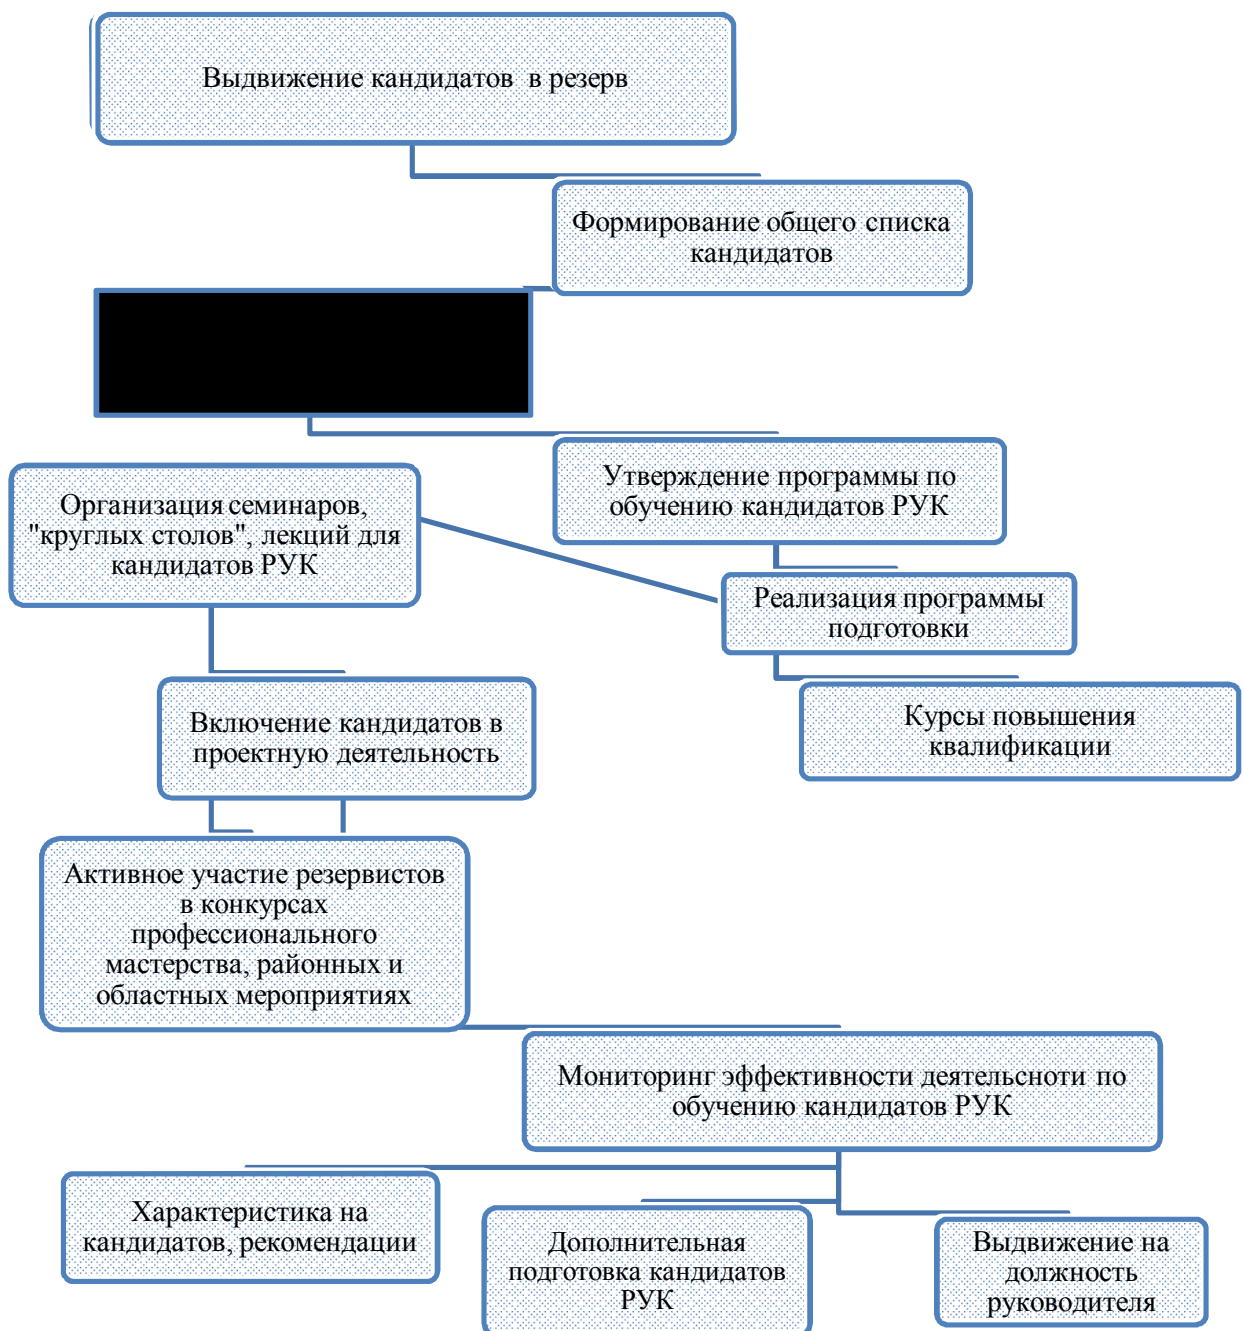 Выдвижение кандидатов в резерв
Формирование общего списка
кандидатов
Утверждение программы по
обучению кандидатов РУК
Организация семинаров,
"круглых столов", лекций для
кандидатов РУК
Реализация программы
подготовки
Включение кандидатов в
проектную деятельность
Курсы повышения
квалификации
Активное участие резервистов
в конкурсах
профессионального
мастерства, районных и
областных мероприятиях
Мониторинг эффективности деятельсноти по
обучению кандидатов РУК
Характеристика на
кандидатов, рекомендации
Дополнительная
подготовка кандидатов
РУК
Выдвижение на
должность
руководителя